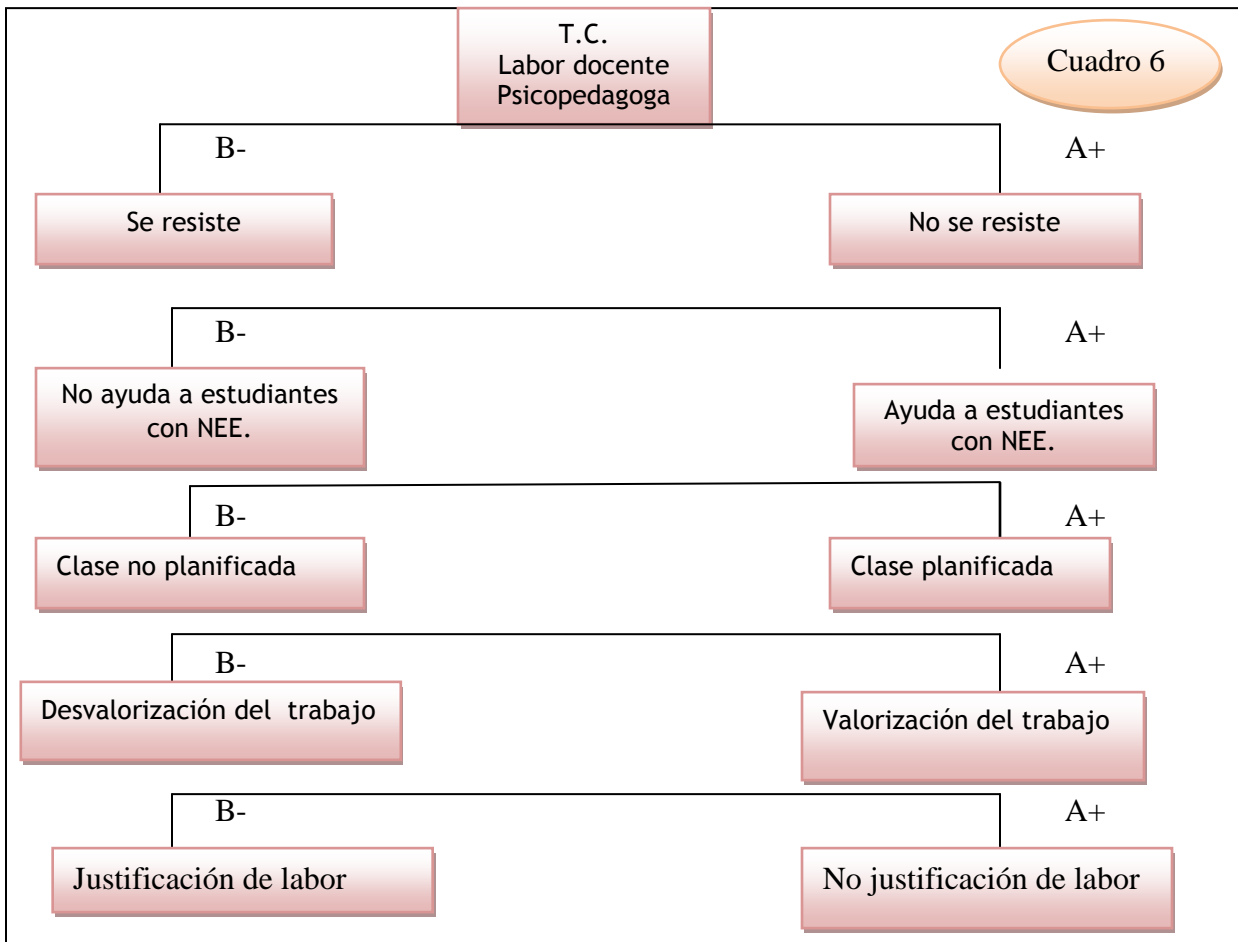 T.C.
Labor docente
Psicopedagoga
Cuadro 6
B-
A+
Se resiste
No se resiste
B-
A+
No ayuda a estudiantes
con NEE.
Ayuda a estudiantes
con NEE.
B-
A+
Clase no planificada
Clase planificada
B-
A+
Desvalorización del trabajo
Valorización del trabajo
B-
A+
Justificación de labor
No justificación de labor